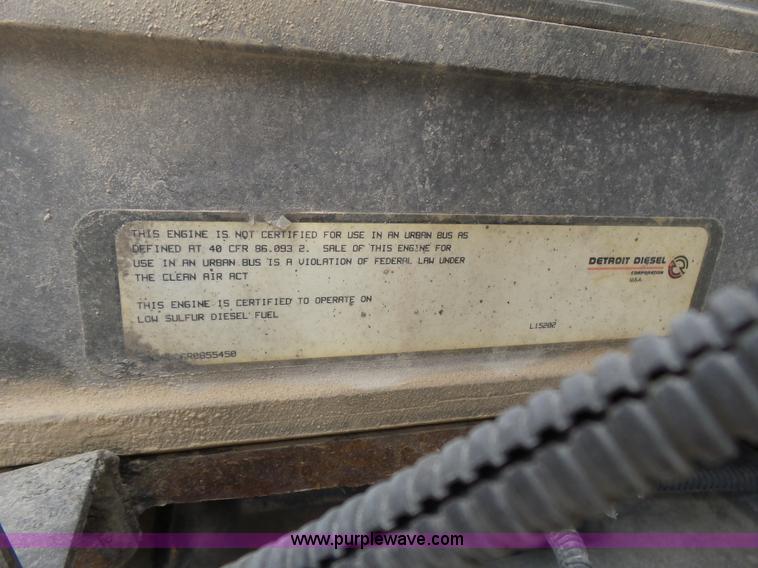 THIS ENGINE IS NOT CERTIFIED FOR USE IN AN URBAN BUS AS
DEFINED AT 40 CFR 86.093 2. SALE OF THIS ENGINE FOR
USE IN AN URBAN BUS IS A VIOLATION OF FEDERAL LAW UNDER
THE CLEAN AIR ACT
THIS ENGINE IS CERTIFIED TO OPERATE ON
LOW SULFUR DIESEL FUEL
DETROIT DIESEL
CORPORATION
USA
L15202
www.purplewave.com